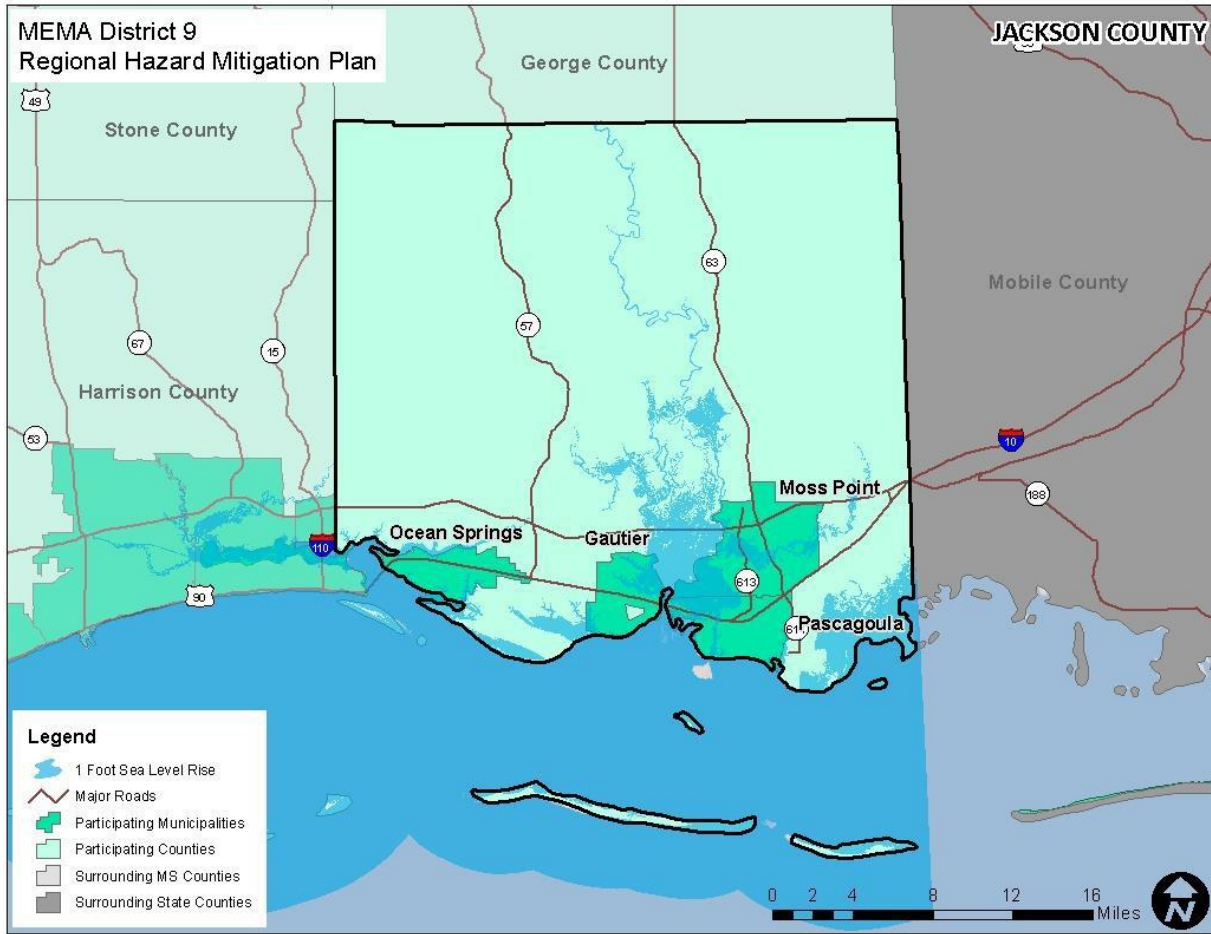 MEMA District 9
Regional Hazard Mitigation Plan
JACKSON COUNTY
George County
49
Stone County
63
Mobile County
57
67
15
Harrison County
53
10
Moss Point
188
Ocean Springs
Gautier
110
613
90
Pascagoula
Legend
1 Foot Sea Level Rise
Major Roads
Participating Municipalities
Participating Counties
Surrounding MS Counties
Surrounding State Counties
0 2 4 8 12 16
Miles
N